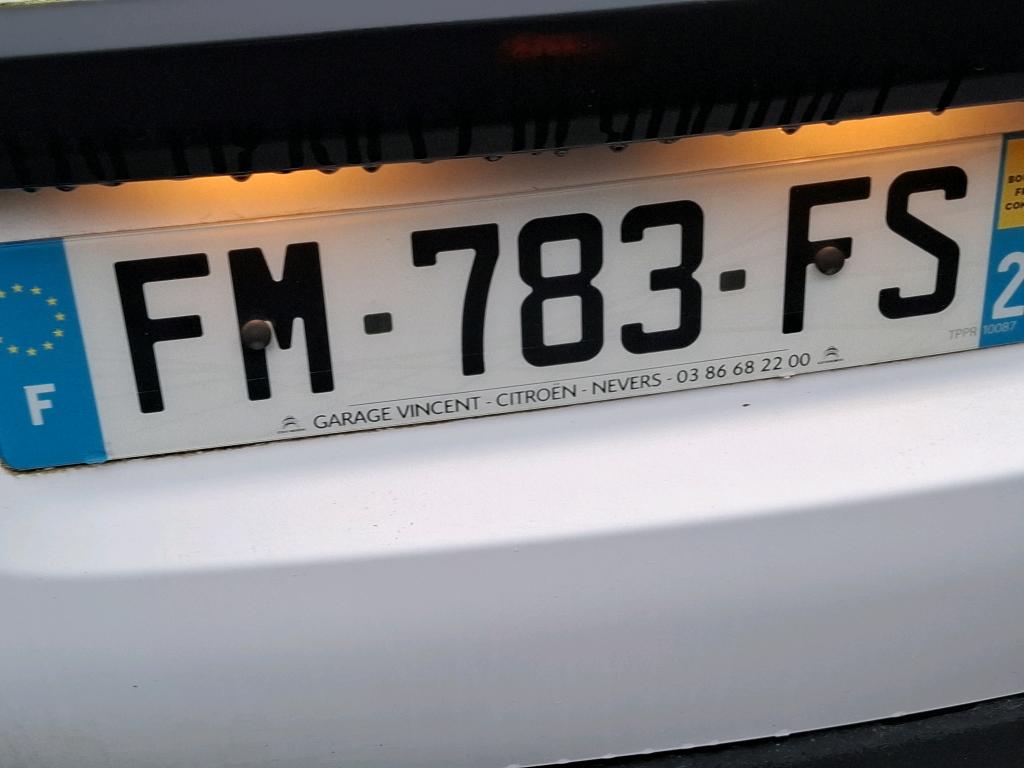 F
FM-783-FS
GARAGE VINCENT - CITROËN - NEVERS - 03 86 68 22 00
TPPR 10087
2